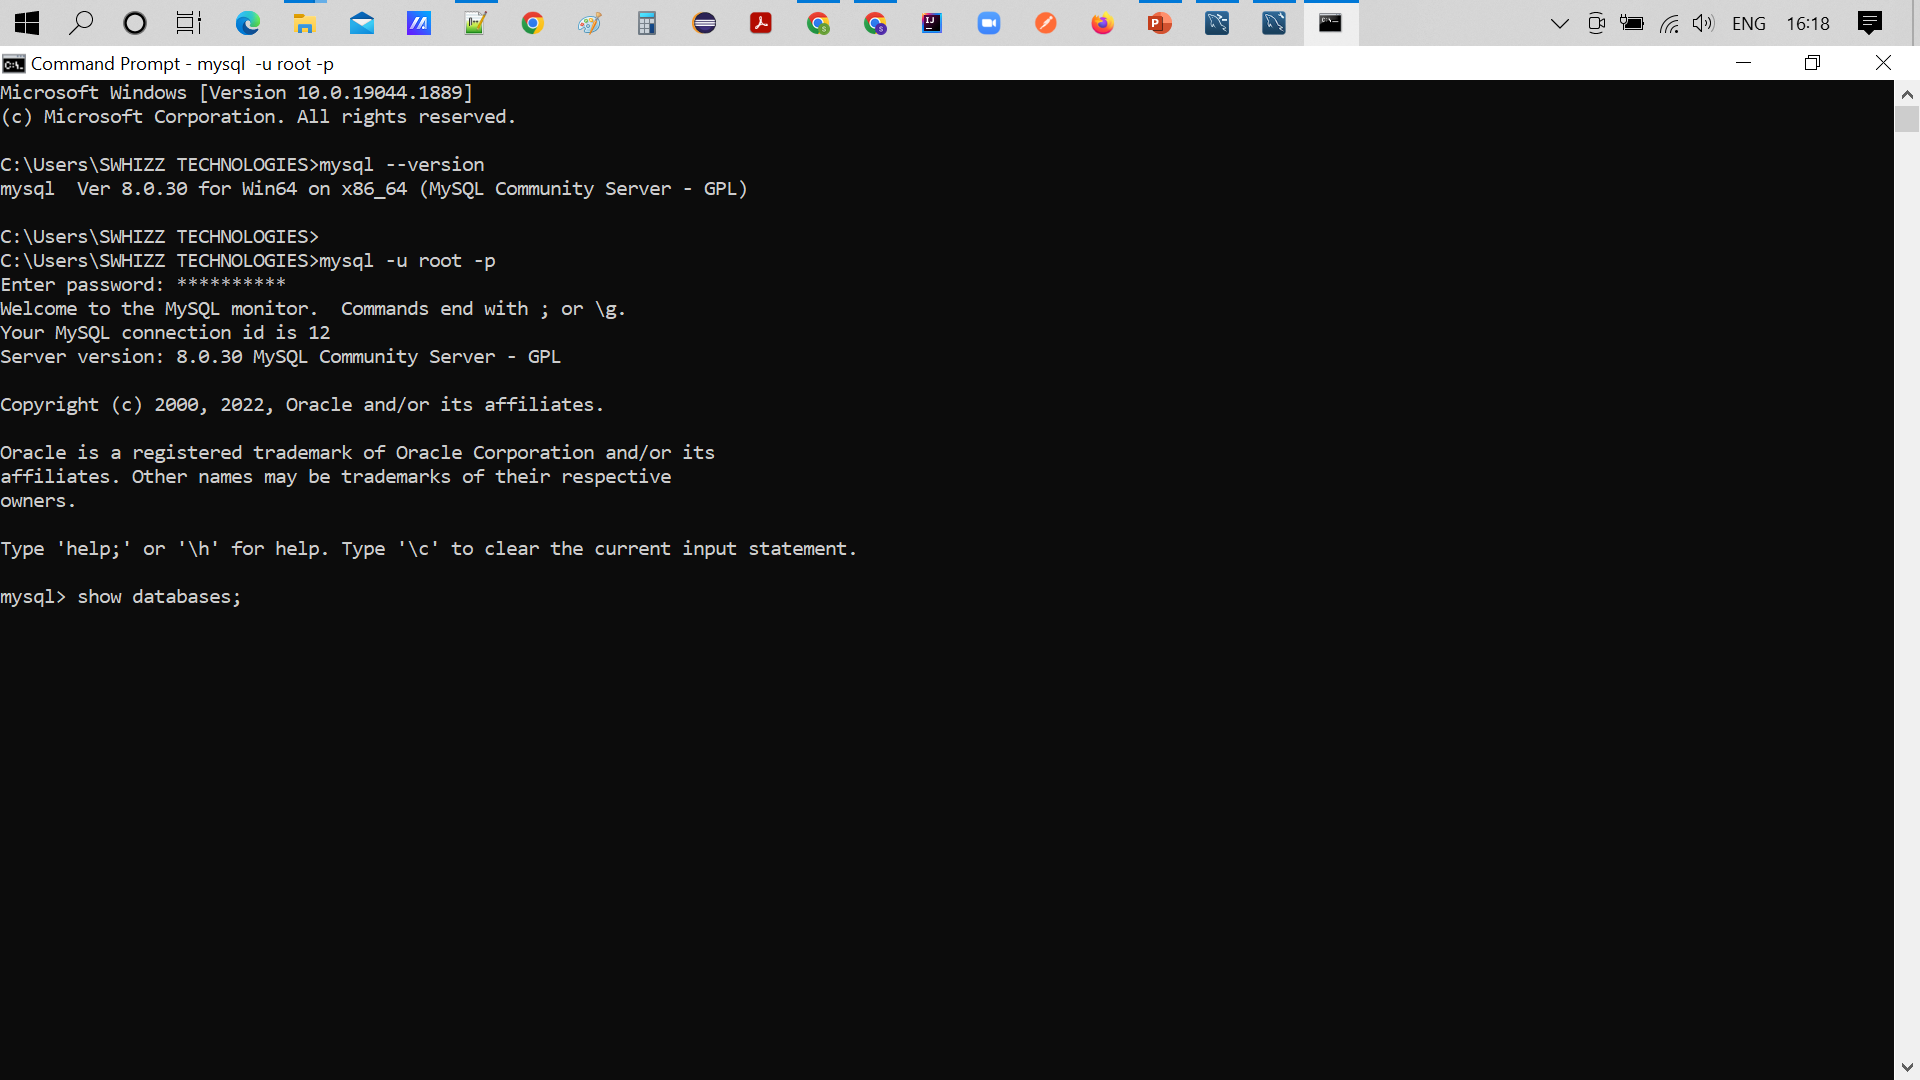 ENG 16:18
Command Prompt - mysql  -u root -p
Microsoft Windows [Version 10.0.19044.1889]
(c) Microsoft Corporation. All rights reserved.
C:\Users\SWHIZZ TECHNOLOGIES>mysql --version
mysql  Ver 8.0.30 for Win64 on x86_64 (MySQL Community Server - GPL)
C:\Users\SWHIZZ TECHNOLOGIES>
C:\Users\SWHIZZ TECHNOLOGIES>mysql -u root -p
Enter password: **********
Welcome to the MySQL monitor.  Commands end with ; or \g.
Your MySQL connection id is 12
Server version: 8.0.30 MySQL Community Server - GPL
Copyright (c) 2000, 2022, Oracle and/or its affiliates.
Oracle is a registered trademark of Oracle Corporation and/or its
affiliates. Other names may be trademarks of their respective
owners.
Type 'help;' or '\h' for help. Type '\c' to clear the current input statement.
mysql> show databases;